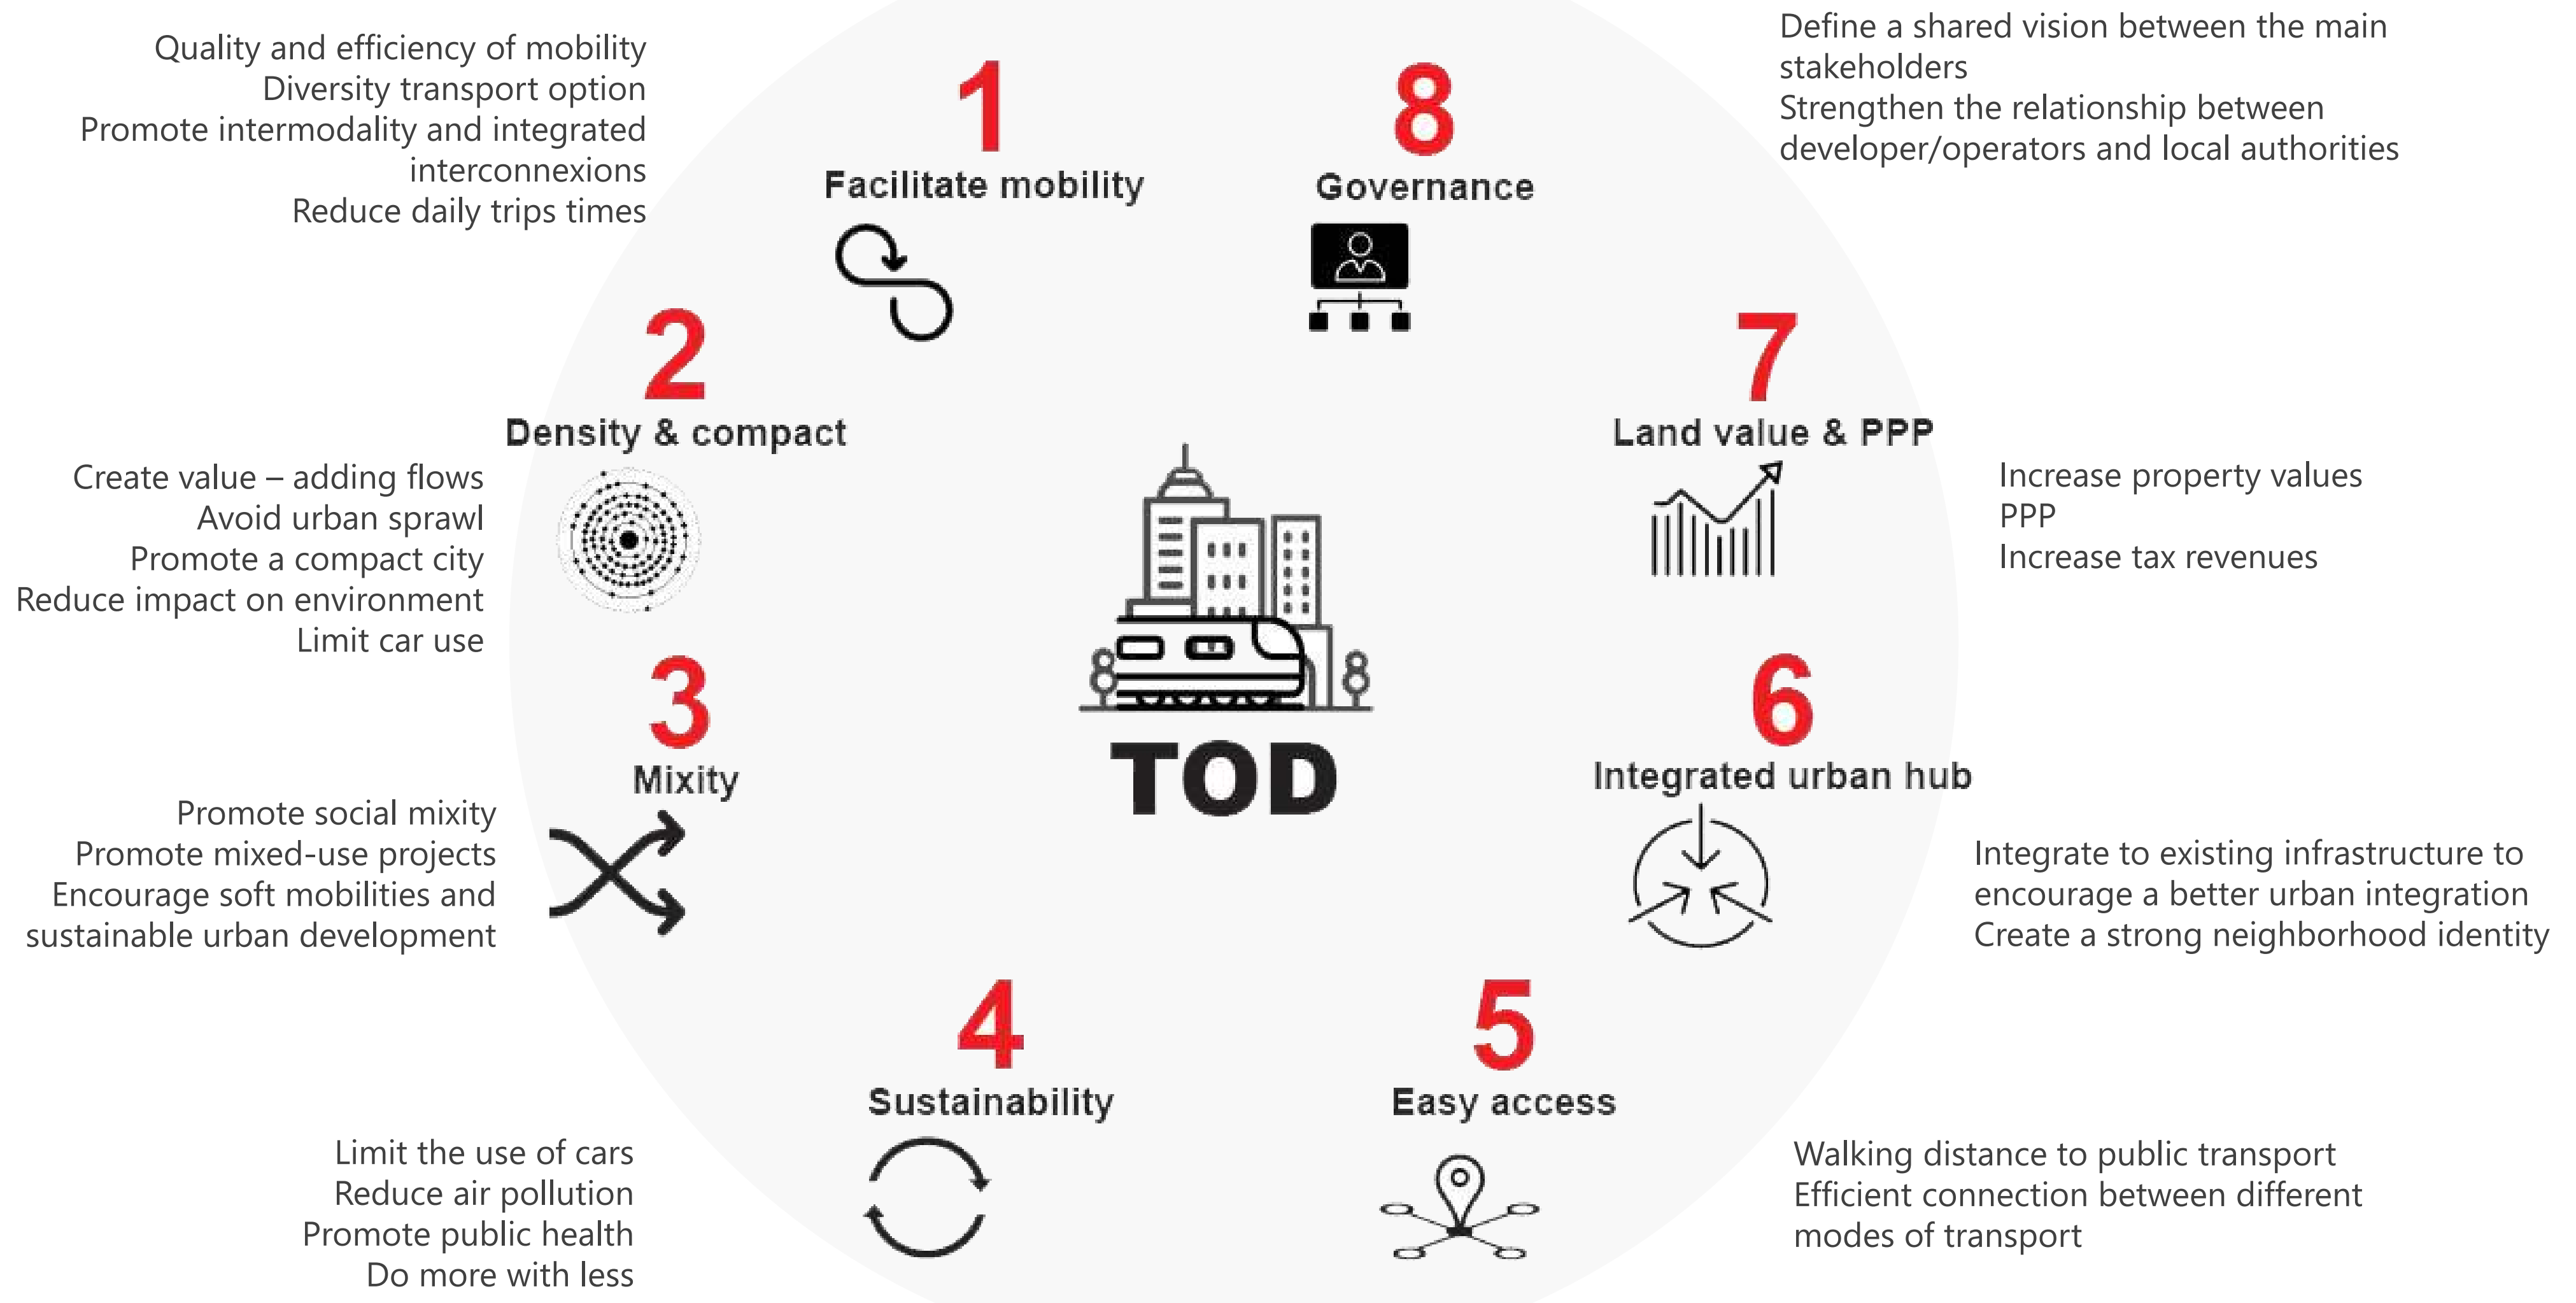 1
Facilitate mobility
Quality and efficiency of mobility
Diversity transport option
Promote intermodality and integrated
interconnexions
Reduce daily trips times
2
Density & compact
Create value – adding flows
Avoid urban sprawl
Promote a compact city
Reduce impact on environment
Limit car use
3
Mixity
Promote social mixity
Promote mixed-use projects
Encourage soft mobilities and
sustainable urban development
4
Sustainability
Limit the use of cars
Reduce air pollution
Promote public health
Do more with less
5
Easy access
Walking distance to public transport
Efficient connection between different
modes of transport
6
Integrated urban hub
Integrate to existing infrastructure to
encourage a better urban integration
Create a strong neighborhood identity
7
Land value & PPP
Increase property values
PPP
Increase tax revenues
8
Governance
Define a shared vision between the main
stakeholders
Strengthen the relationship between
developer/operators and local authorities
TOD